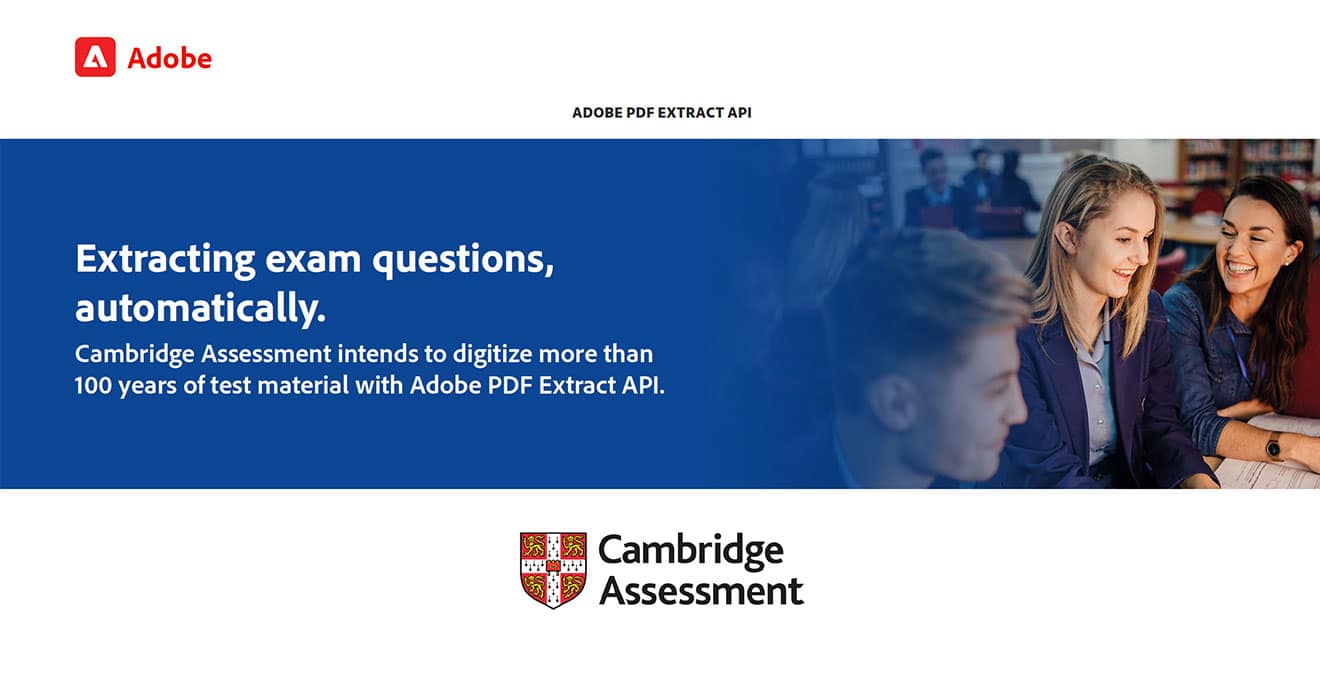 Adobe
ADOBE PDF EXTRACT API
Extracting exam questions,
automatically.
Cambridge Assessment intends to digitize more than
100 years of test material with Adobe PDF Extract API.
Cambridge
Assessment